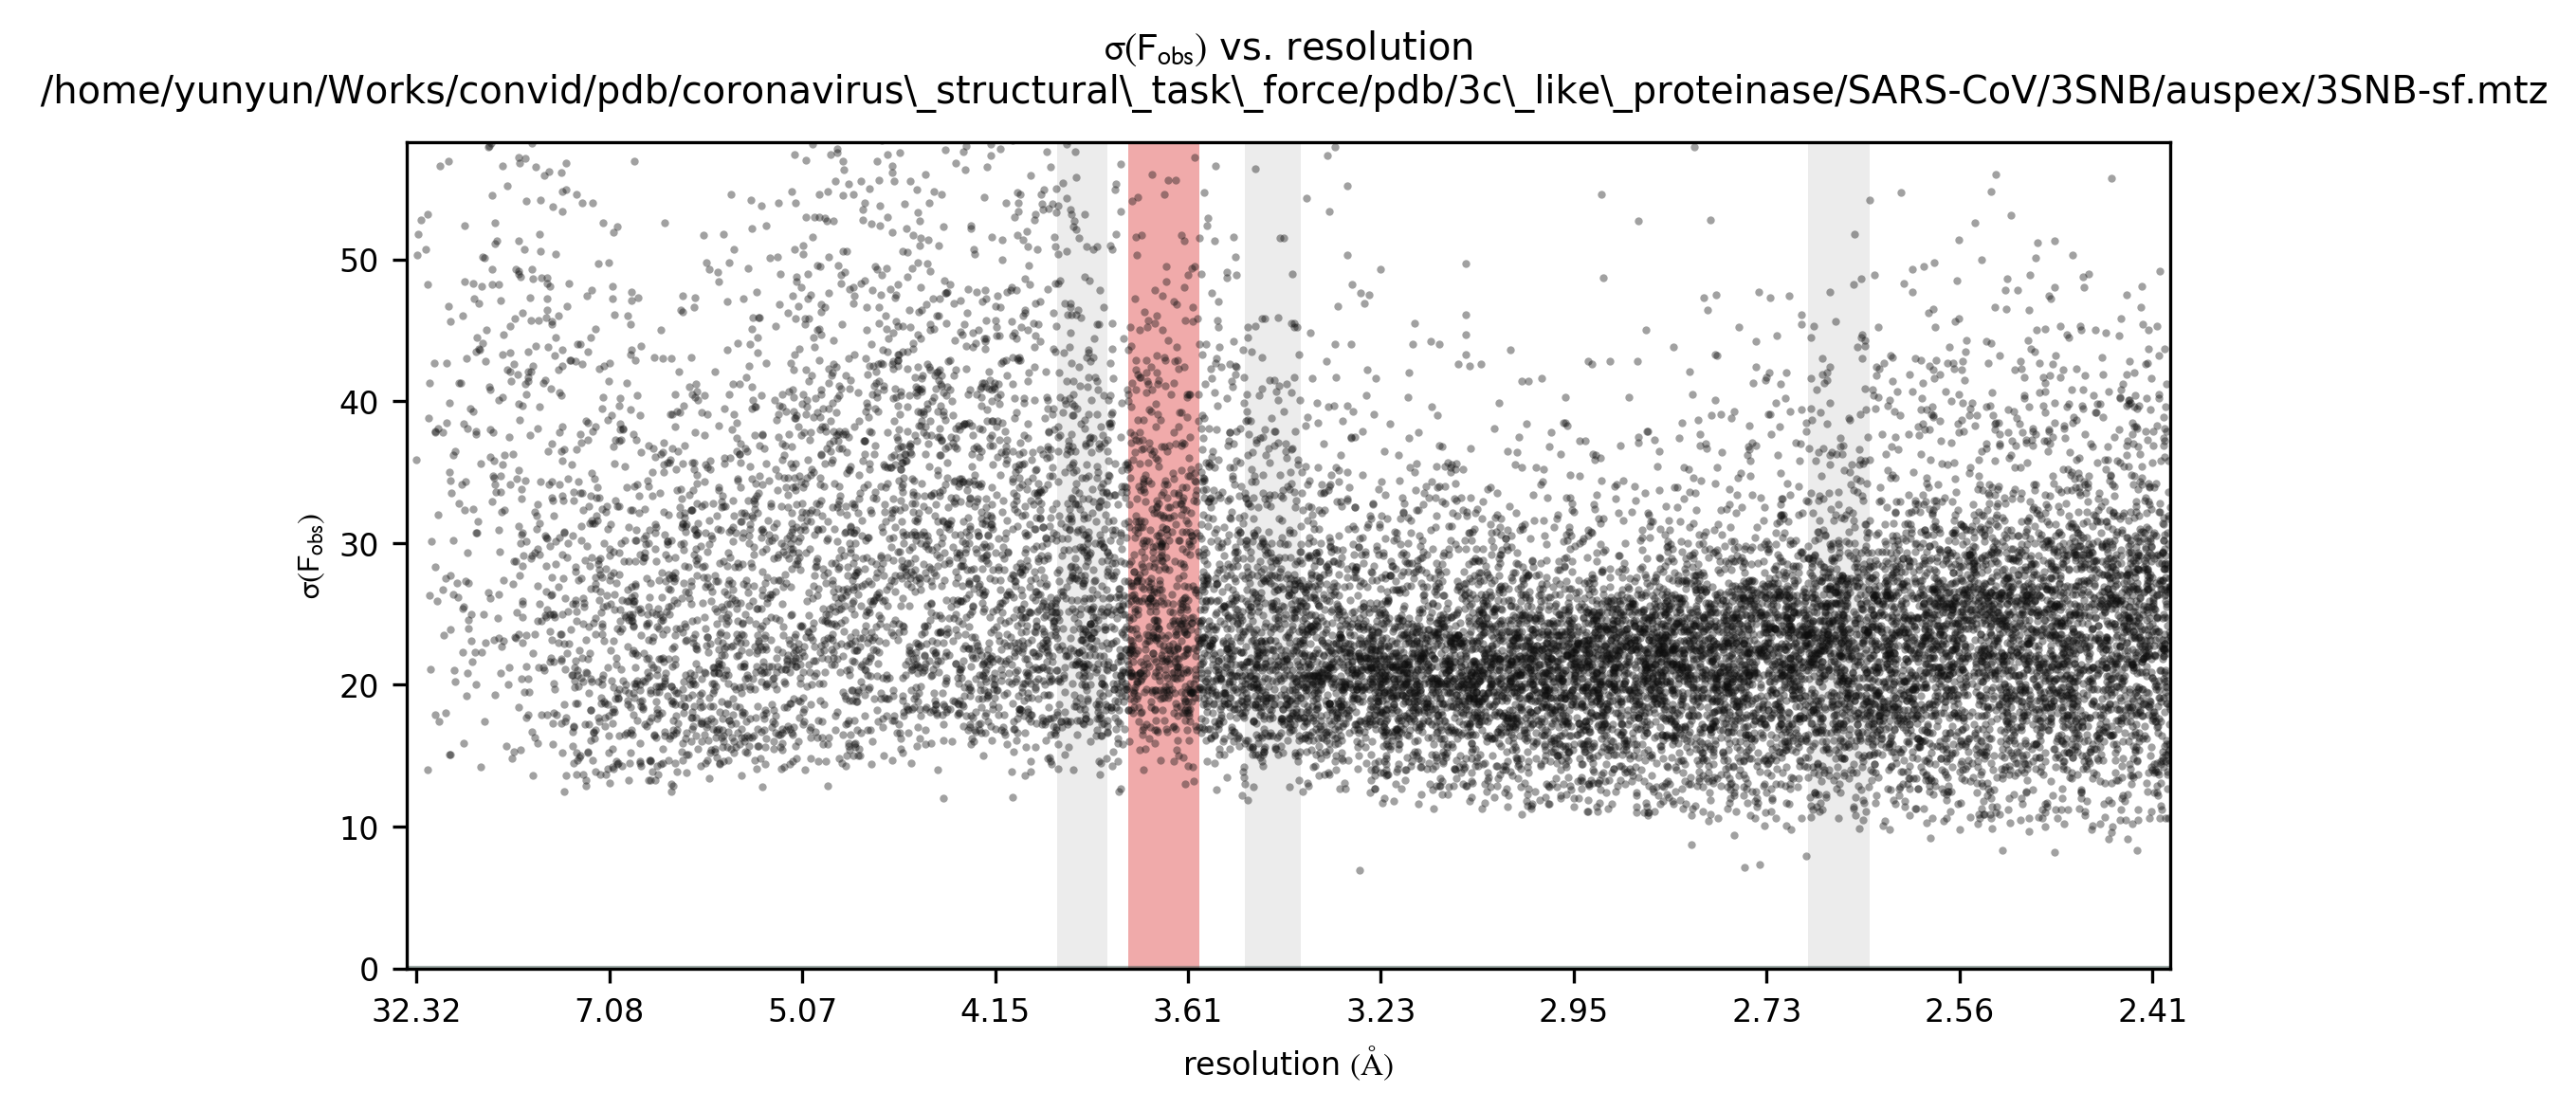 σ(Fobs) vs. resolution
/home/yunyun/Works/convid/pdb/coronavirus\_structural\_task\_force/pdb/3c\_like\_proteinase/SARS-CoV/3SNB/auspex/3SNB-sf.mtz
σ(Fobs)
50
40
30
20
10
0
32.32 7.08 5.07 4.15 3.61 3.23 2.95 2.73 2.56 2.41
resolution (Å)